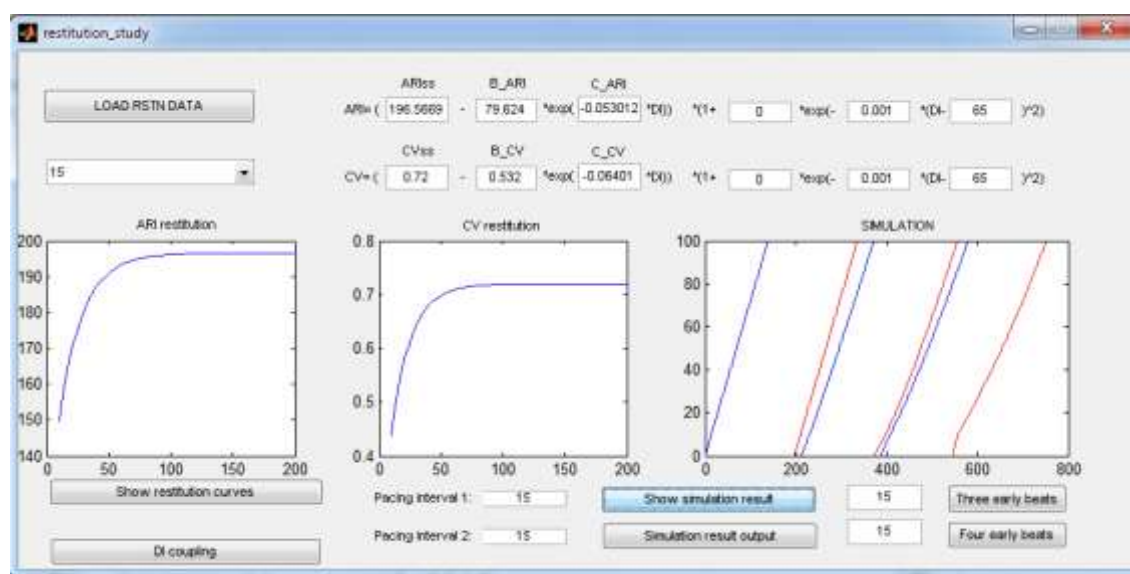 restitution_study
LOAD RSTN DATA
ARIss B_ARI C_ARI
ARI= ( 196.5669 - 79.624 *exp( -0.053012 *DI)) *(1+ 0 *exp(- 0.001 *(DI- 65 )^2)
CVss B_CV C_CV
15
CV= ( 0.72 - 0.532 *exp( -0.06401 *DI)) *(1+ 0 *exp(- 0.001 *(DI- 65 )^2)
ARI restitution
200
190
180
170
160
150
140
0 50 100 150 200
CV restitution
0.8
0.7
0.6
0.5
0.4
0 50 100 150 200
SIMULATION
100
80
60
40
20
0
0 200 400 600 800
Show restitution curves
Pacing interval 1: 15
Show simulation result
15
Three early beats
DI coupling
Pacing interval 2: 15
Simulation result output
15
Four early beats